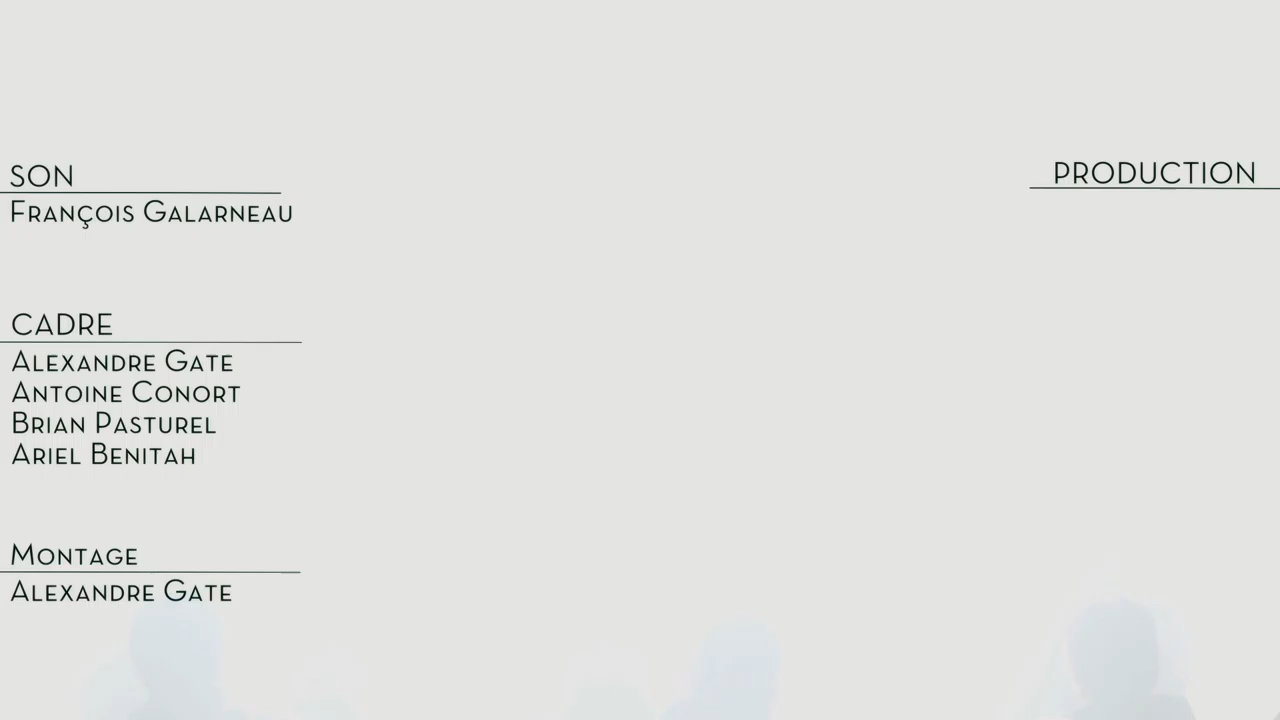 SON
François Galarneau
CADRE
Alexandre Gate
Antoine Conort
Brian Pasturel
Ariel Benitah
Montage
Alexandre Gate
PRODUCTION